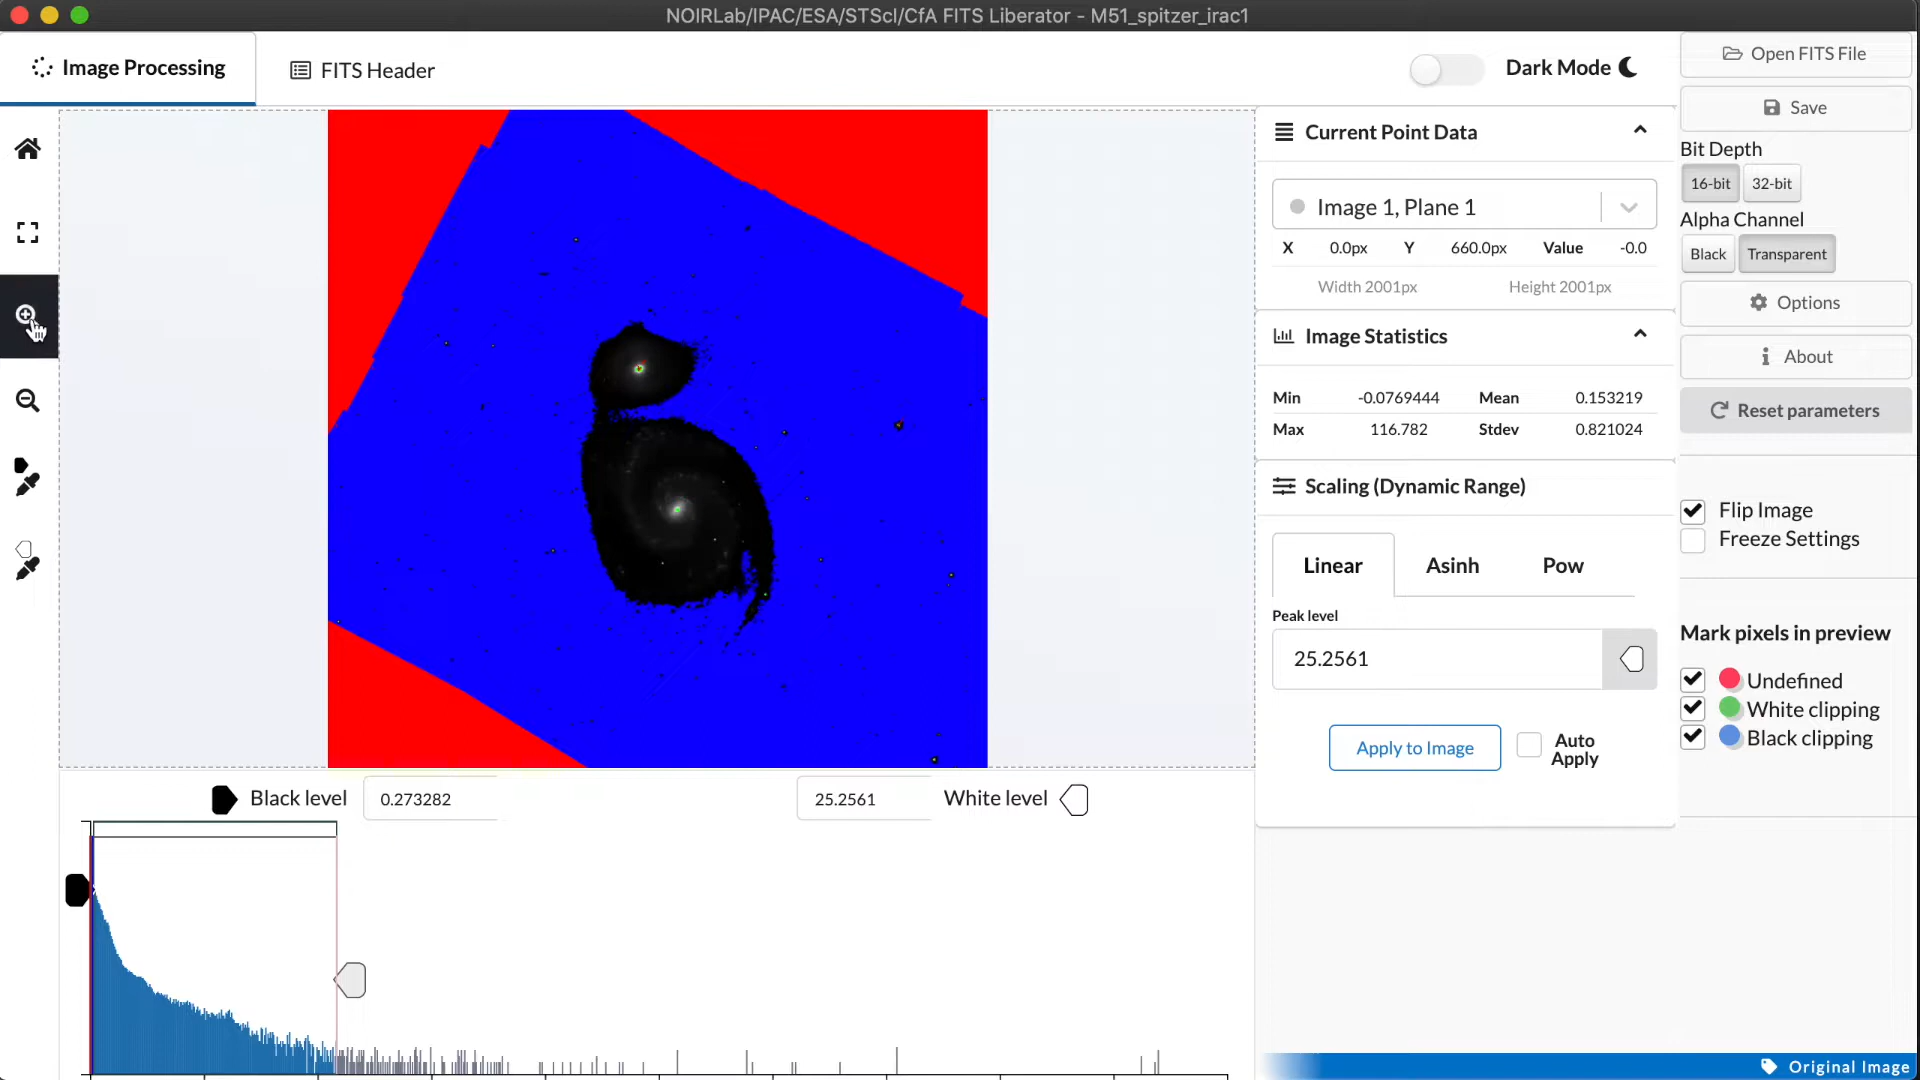 NOIRLab/IPAC/ESA/STScI/CfA FITS Liberator - M51_spitzer_irac1
Image Processing
FITS Header
Dark Mode
Open FITS File
Save
Bit Depth
16-bit
32-bit
Alpha Channel
Black
Transparent
Options
About
Reset parameters
Flip Image
Freeze Settings
Mark pixels in preview
Undefined
White clipping
Black clipping
Current Point Data
Image 1, Plane 1
X 0.0px Y 660.0px Value -0.0
Width 2001px Height 2001px
Image Statistics
Min -0.0769444 Mean 0.153219
Max 116.782 Stdev 0.821024
Scaling (Dynamic Range)
Linear Asinh Pow
Peak level
25.2561
Apply to Image
Auto
Apply
Black level 0.273282 25.2561 White level
Original Image